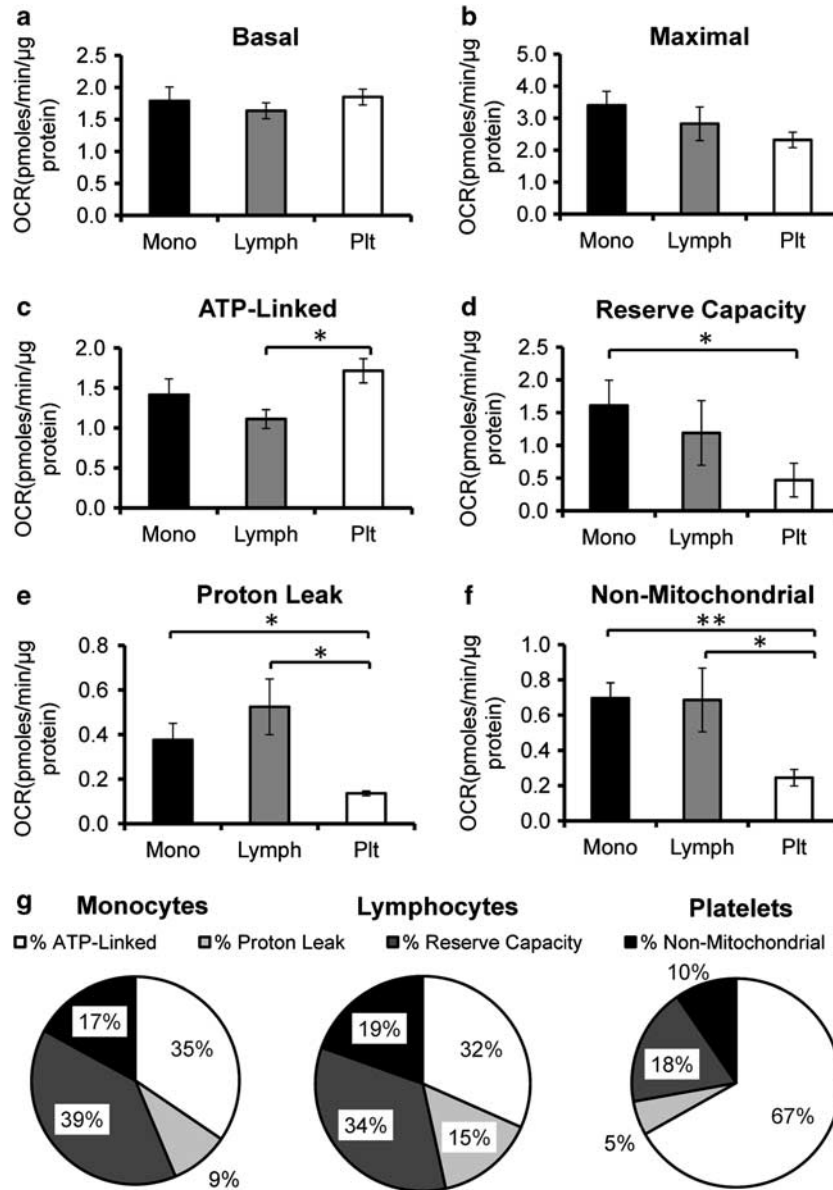 a
Basal
OCR(pmoles/min/µg
protein)
2.5
2.0
1.5
1.0
0.5
0.0
Mono Lymph Plt
b
Maximal
OCR(pmoles/min/µg
protein)
5.0
4.0
3.0
2.0
1.0
0.0
Mono Lymph Plt
c
ATP-Linked
OCR(pmoles/min/µg
protein)
2.0
1.5
1.0
0.5
0.0
*
Mono Lymph Plt
d
Reserve Capacity
OCR(pmoles/min/µg
protein)
2.5
2.0
1.5
1.0
0.5
0.0
*
Mono Lymph Plt
e
Proton Leak
OCR(pmoles/min/µg
protein)
0.8
0.6
0.4
0.2
0.0
*
*
Mono Lymph Plt
f
Non-Mitochondrial
OCR(pmoles/min/µg
protein)
1.0
0.8
0.6
0.4
0.2
0.0
**
*
Mono Lymph Plt
g
Monocytes Lymphocytes Platelets
% ATP-Linked % Proton Leak % Reserve Capacity % Non-Mitochondrial
17%
35%
39%
9%
19%
32%
34%
15%
10%
18%
67%
5%